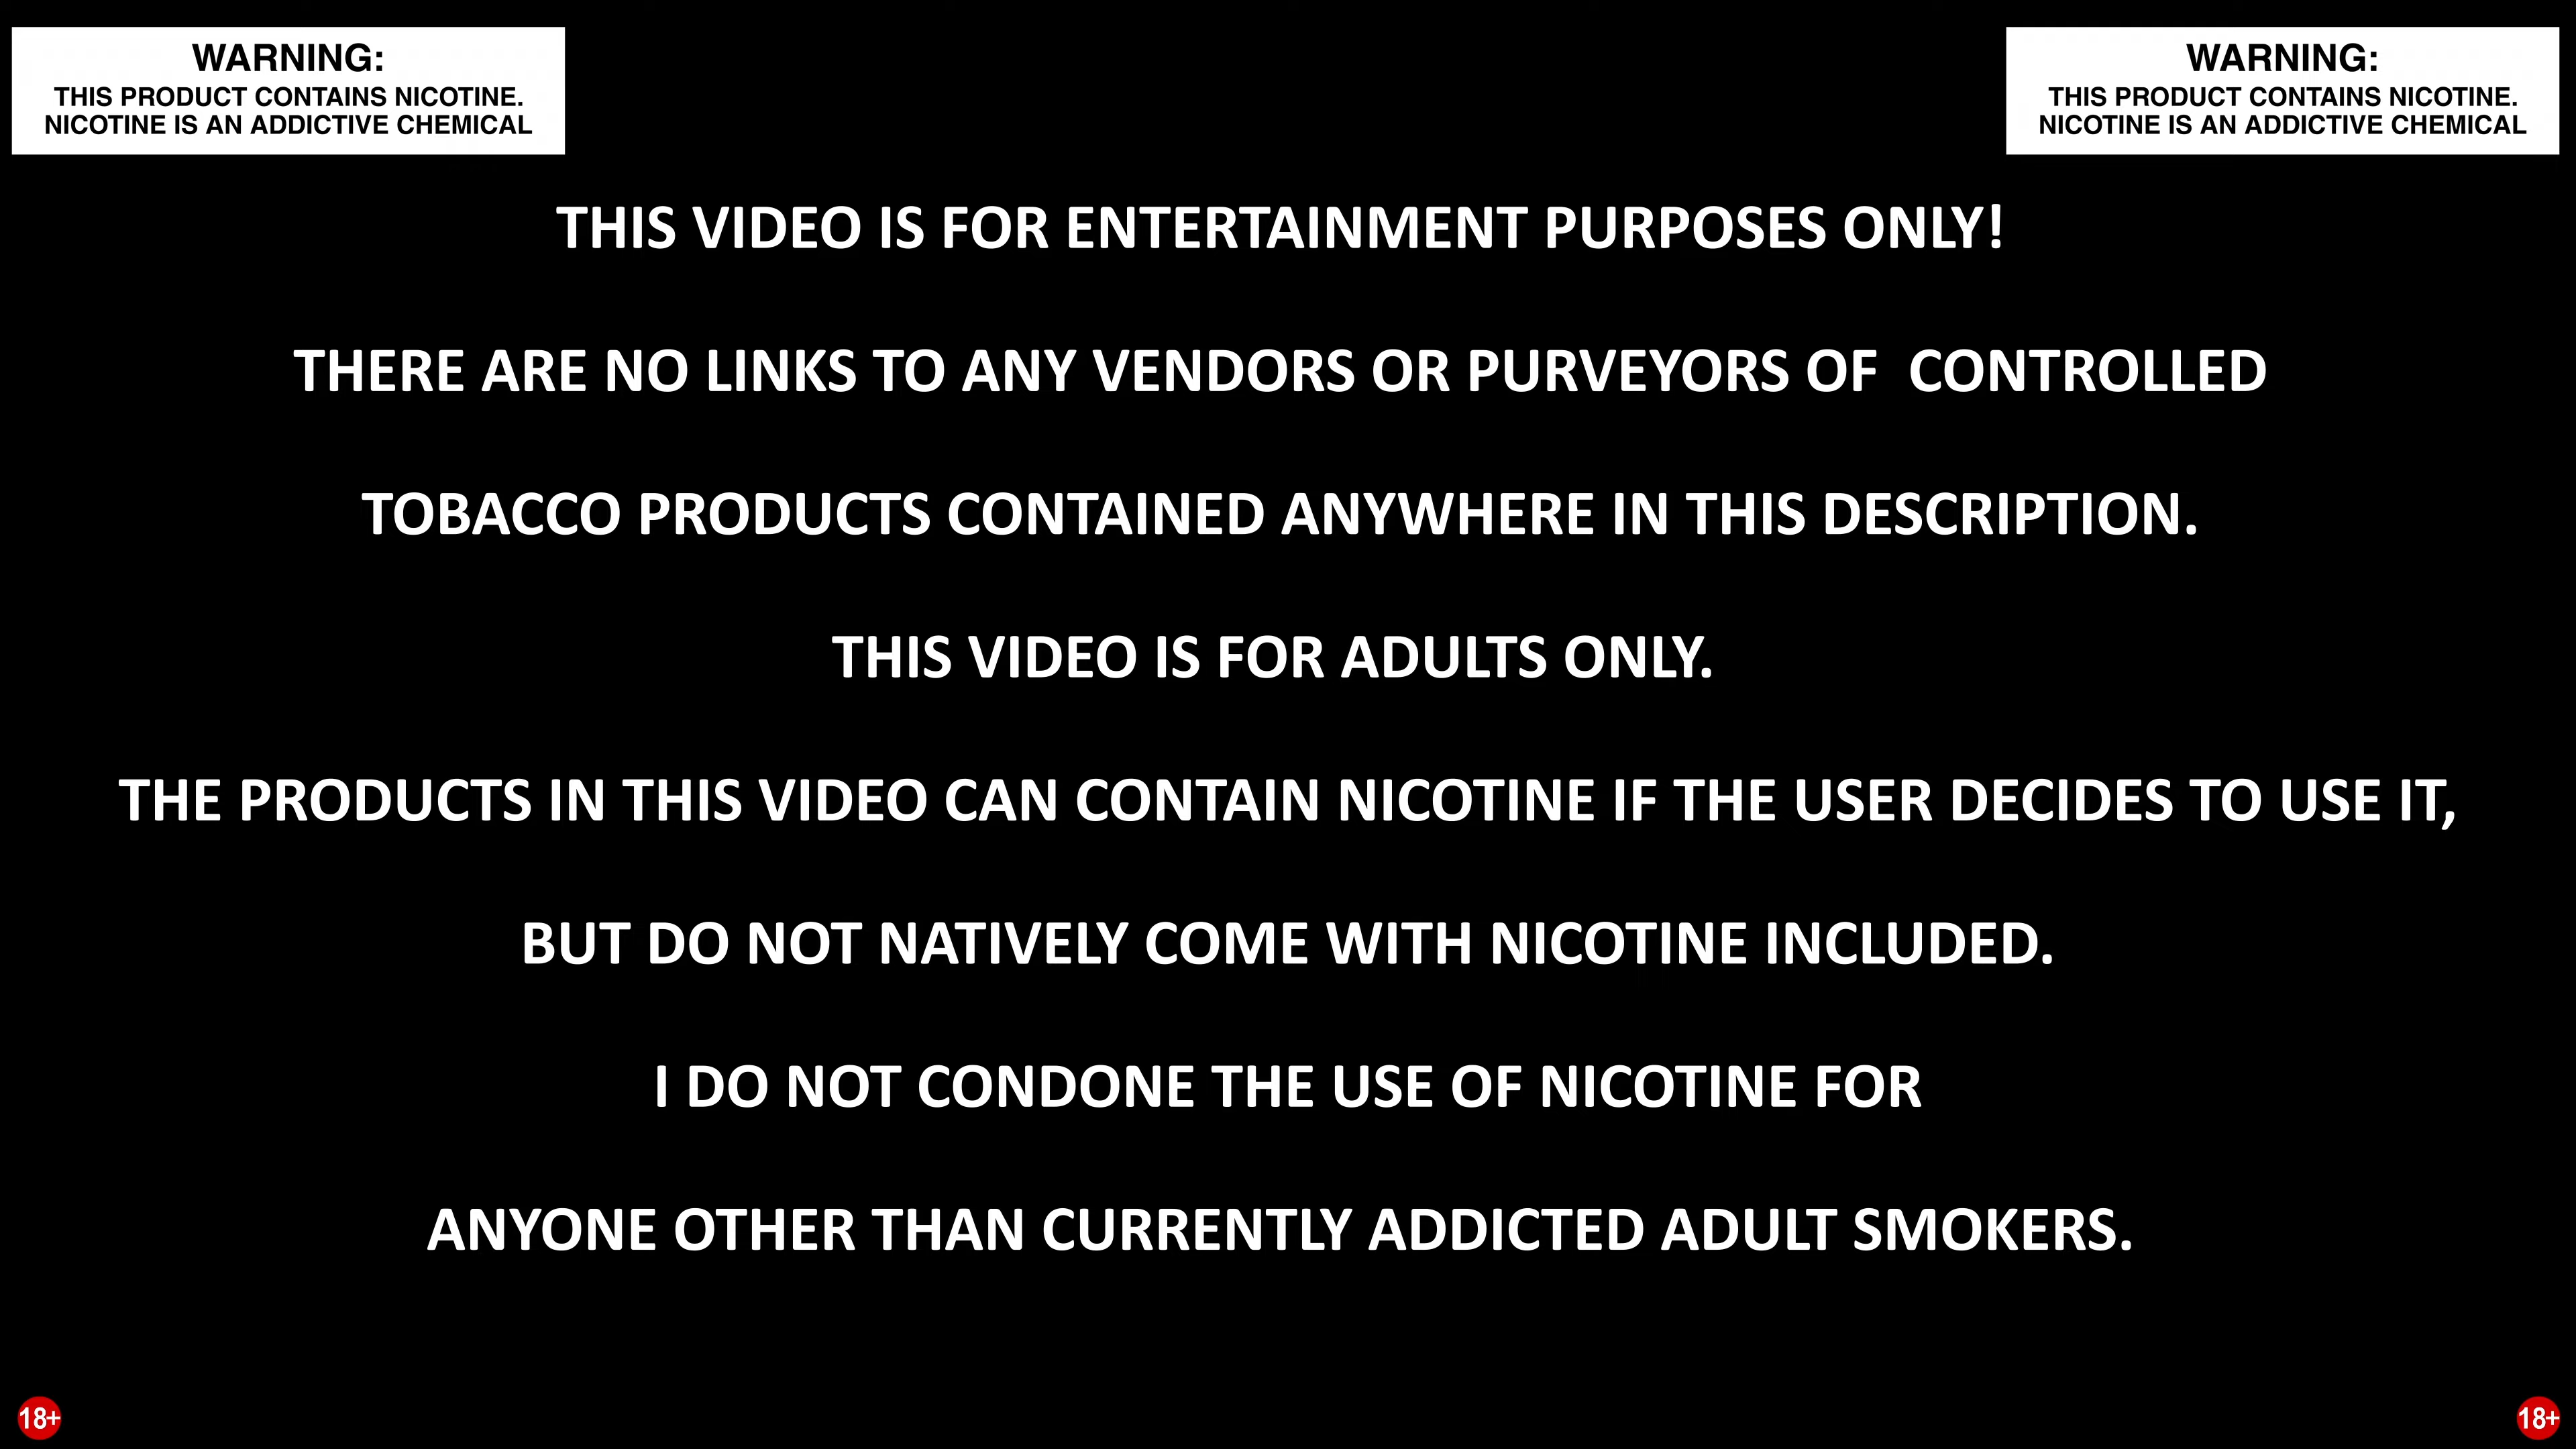 WARNING:
THIS PRODUCT CONTAINS NICOTINE.
NICOTINE IS AN ADDICTIVE CHEMICAL
WARNING:
THIS PRODUCT CONTAINS NICOTINE.
NICOTINE IS AN ADDICTIVE CHEMICAL
THIS VIDEO IS FOR ENTERTAINMENT PURPOSES ONLY!
THERE ARE NO LINKS TO ANY VENDORS OR PURVEYORS OF  CONTROLLED
TOBACCO PRODUCTS CONTAINED ANYWHERE IN THIS DESCRIPTION.
THIS VIDEO IS FOR ADULTS ONLY.
THE PRODUCTS IN THIS VIDEO CAN CONTAIN NICOTINE IF THE USER DECIDES TO USE IT,
BUT DO NOT NATIVELY COME WITH NICOTINE INCLUDED.
I DO NOT CONDONE THE USE OF NICOTINE FOR
ANYONE OTHER THAN CURRENTLY ADDICTED ADULT SMOKERS.
18+
18+